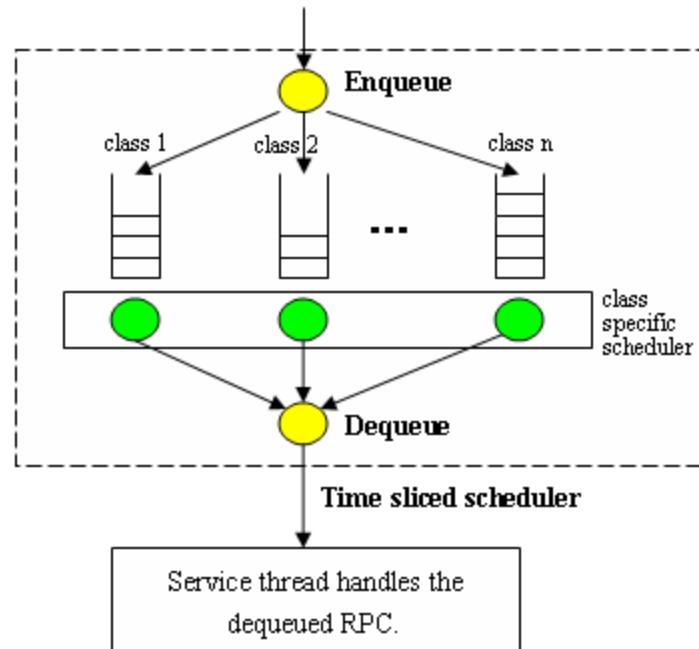 Enqueue
class 1
class 2
class n
class
specific
scheduler
Dequeue
Time sliced scheduler
Service thread handles the
dequeued RPC.